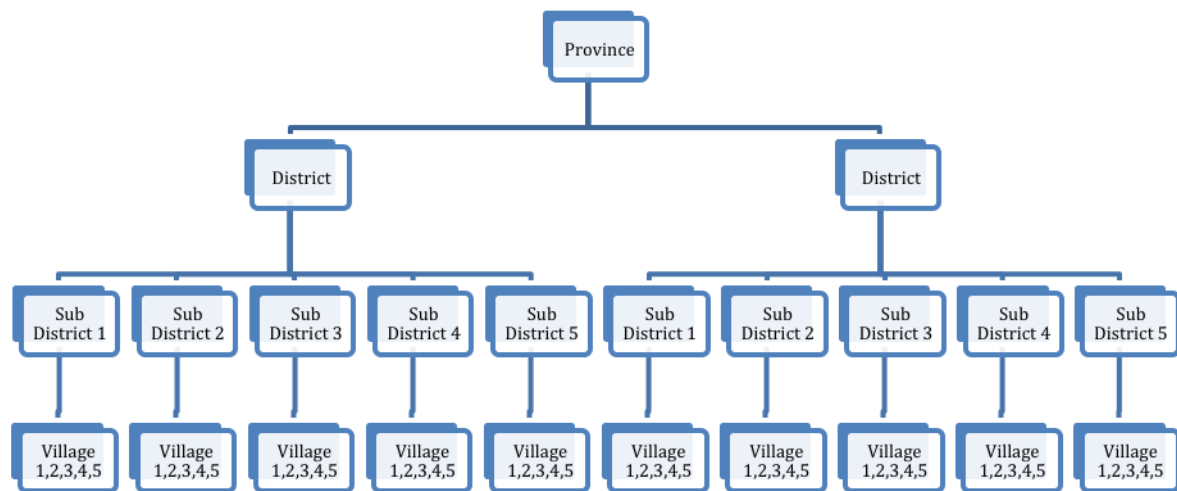 Province
District
District
Sub
District 1
Sub
District 2
Sub
District 3
Sub
District 4
Sub
District 5
Sub
District 1
Sub
District 2
Sub
District 3
Sub
District 4
Sub
District 5
Village
1,2,3,4,5
Village
1,2,3,4,5
Village
1,2,3,4,5
Village
1,2,3,4,5
Village
1,2,3,4,5
Village
1,2,3,4,5
Village
1,2,3,4,5
Village
1,2,3,4,5
Village
1,2,3,4,5
Village
1,2,3,4,5